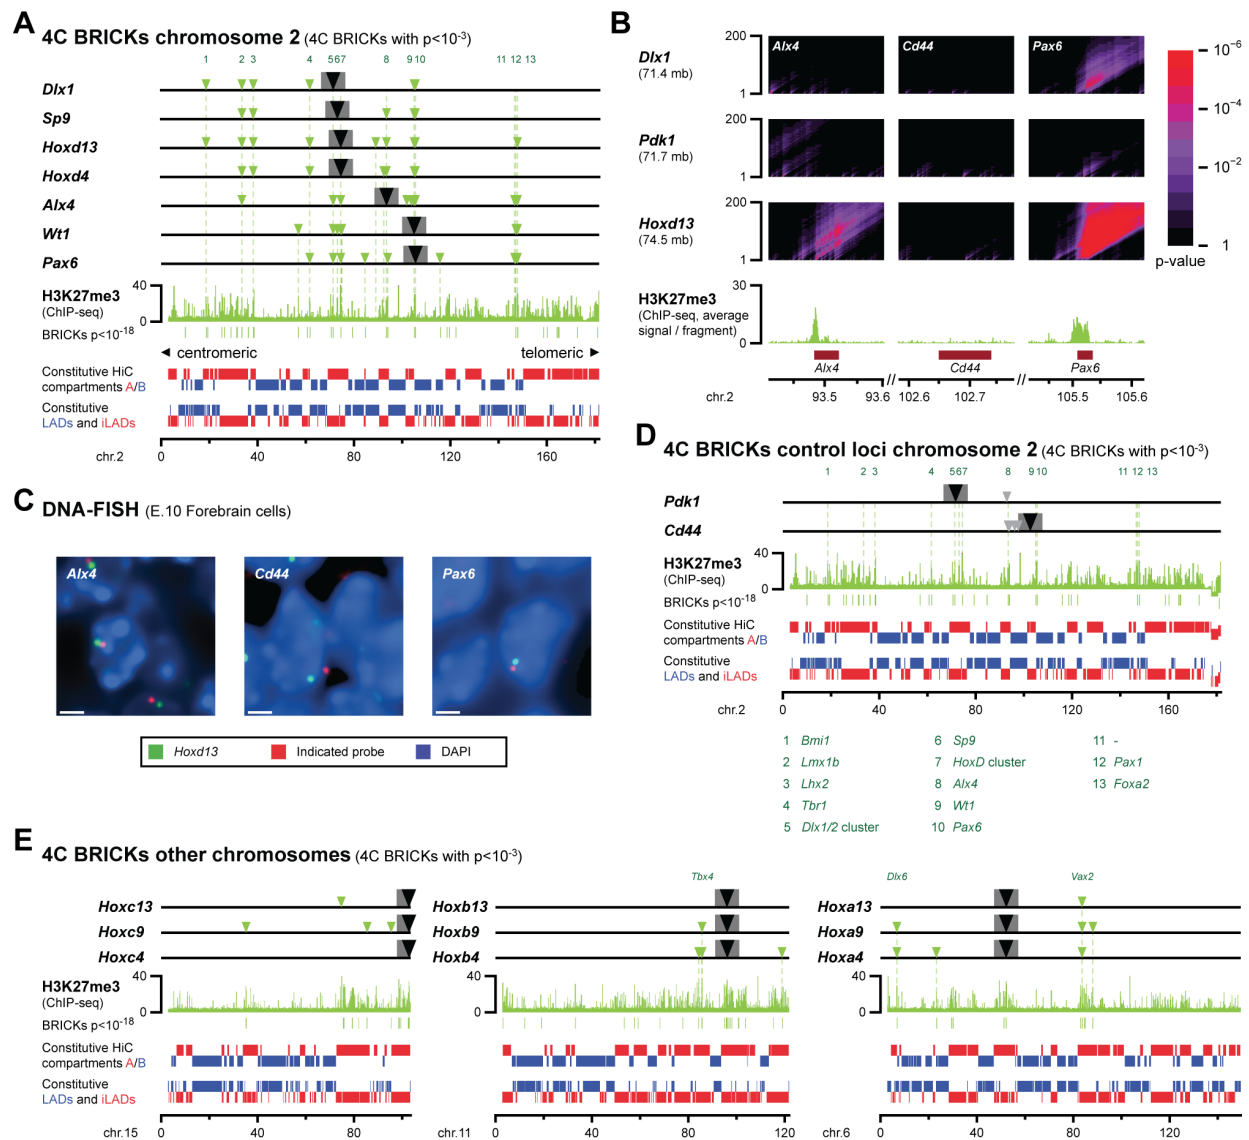 A
4C BRICKs chromosome 2 (4C BRICKs with p<10-3)
1 2 3 4 567 8 9 10 11 12 13
Dlx1
Sp9
Hoxd13
Hoxd4
Alx4
Wt1
Pax6
H3K27me3
(ChIP-seq)
40
0
BRICKs p<10-18
centromeric
telomeric
Constitutive HiC
compartments A/B
Constitutive
LADs and iLADs
0 40 80 120 160
chr.2
B
Dlx1
(71.4 mb)
200
1
Alx4
Cd44
Pax6
Pdk1
(71.7 mb)
200
1
Hoxd13
(74.5 mb)
200
1
10-6
10-4
10-2
1
p-value
H3K27me3
(ChIP-seq, average
signal / fragment)
30
0
Alx4
Cd44
Pax6
chr.2
93.5 93.6 // 102.6 102.7 // 105.5 105.6
C
DNA-FISH (E.10 Forebrain cells)
Alx4
Cd44
Pax6
Hoxd13
Indicated probe
DAPI
D
4C BRICKs control loci chromosome 2 (4C BRICKs with p<10-3)
1 2 3 4 567 8 9 10 11 12 13
Pdk1
Cd44
H3K27me3
(ChIP-seq)
40
0
BRICKs p<10-18
Constitutive HiC
compartments A/B
Constitutive
LADs and iLADs
0 40 80 120 160
chr.2
1 Bmi1
2 Lmx1b
3 Lhx2
4 Tbr1
5 Dlx1/2 cluster
6 Sp9
7 HoxD cluster
8 Alx4
9 Wt1
10 Pax6
11 -
12 Pax1
13 Foxa2
E
4C BRICKs other chromosomes (4C BRICKs with p<10-3)
Hoxc13
Hoxc9
Hoxc4
H3K27me3
(ChIP-seq)
40
0
BRICKs p<10-18
Constitutive HiC
compartments A/B
Constitutive
LADs and iLADs
0 40 80
chr.15
Tbx4
Hoxb13
Hoxb9
Hoxb4
40
0
0 40 80 120
chr.11
Dlx6
Vax2
Hoxa13
Hoxa9
Hoxa4
40
0
0 40 80 120
chr.6